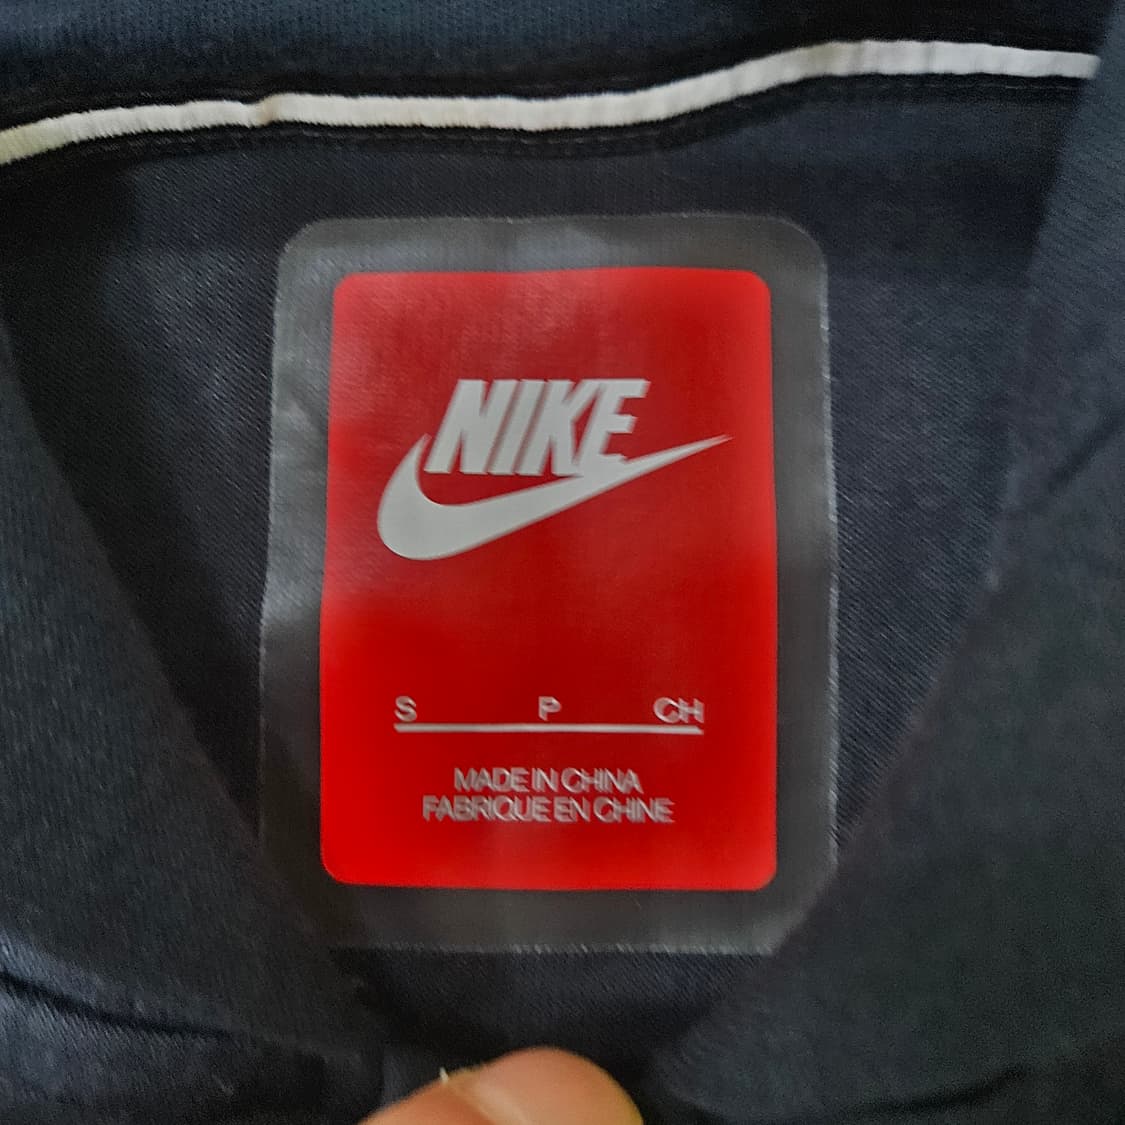 NIKE
S P CH
MADE IN CHINA
FABRIQUE EN CHINE